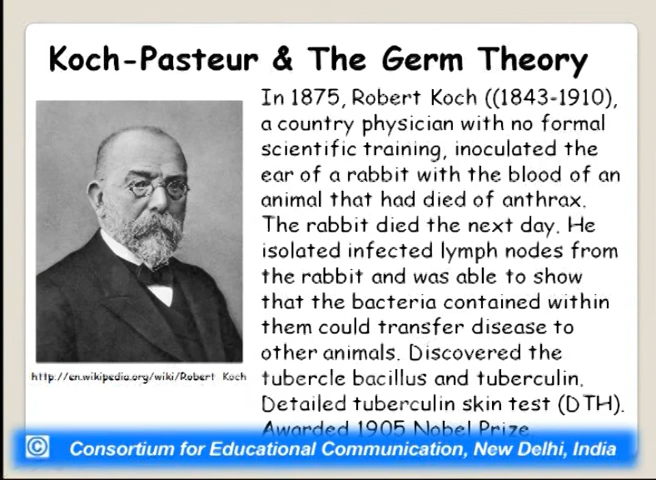 Koch-Pasteur & The Germ Theory
In 1875, Robert Koch ((1843-1910),
a country physician with no formal
scientific training, inoculated the
ear of a rabbit with the blood of an
animal that had died of anthrax.
The rabbit died the next day. He
isolated infected lymph nodes from
the rabbit and was able to show
that the bacteria contained within
them could transfer disease to
other animals. Discovered the
tubercle bacillus and tuberculin.
Detailed tuberculin skin test (DTH).
Awarded 1905 Nobel Prize
http://en.wikipedia.org/wiki/Robert_Koch
© Consortium for Educational Communication, New Delhi, India